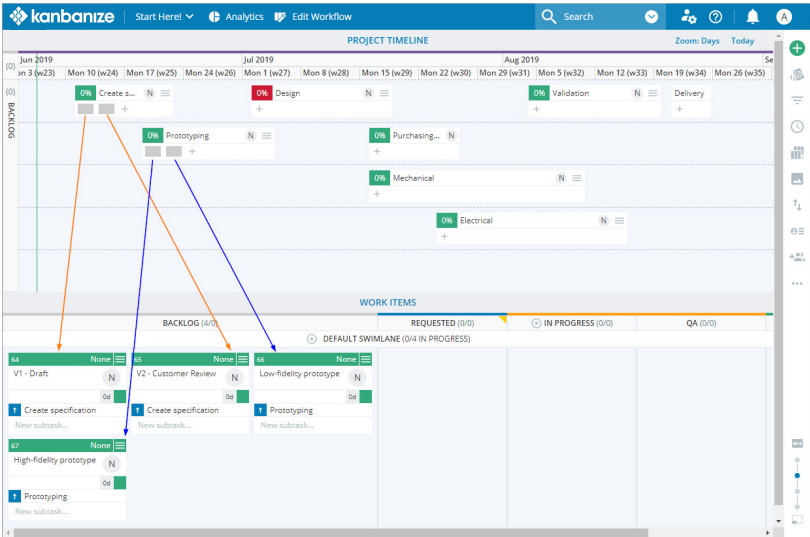 kanbanize Start Here! Analytics Edit Workflow Search A
PROJECT TIMELINE Zoom: Days Today
(0) Jun 2019 Jul 2019 Aug 2019 Se
on 3 (w23) Mon 10 (w24) Mon 17 (w25) Mon 24 (w26) Mon 1 (w27) Mon 8 (w28) Mon 15 (w29) Mon 22 (w30) Mon 29 (w31) Mon 5 (w32) Mon 12 (w33) Mon 19 (w34) Mon 26 (w35)
(0) BACKLOG
0% Create s... N 0% Design N 0% Validation N Delivery
+ + + +
0% Prototyping N 0% Purchasing... N
+ +
0% Mechanical N
+
0% Electrical N
+
WORK ITEMS
BACKLOG (4/0) REQUESTED (0/0) IN PROGRESS (0/0) QA (0/0)
DEFAULT SWIMLANE (0/4 IN PROGRESS)
64 None 65 None 66 None
V1 - Draft N V2 - Customer Review N Low-fidelity prototype N
0d 0d 0d
Create specification Create specification Prototyping
New subtask... New subtask... New subtask...
67 None
High-fidelity prototype N
0d
Prototyping
New subtask...